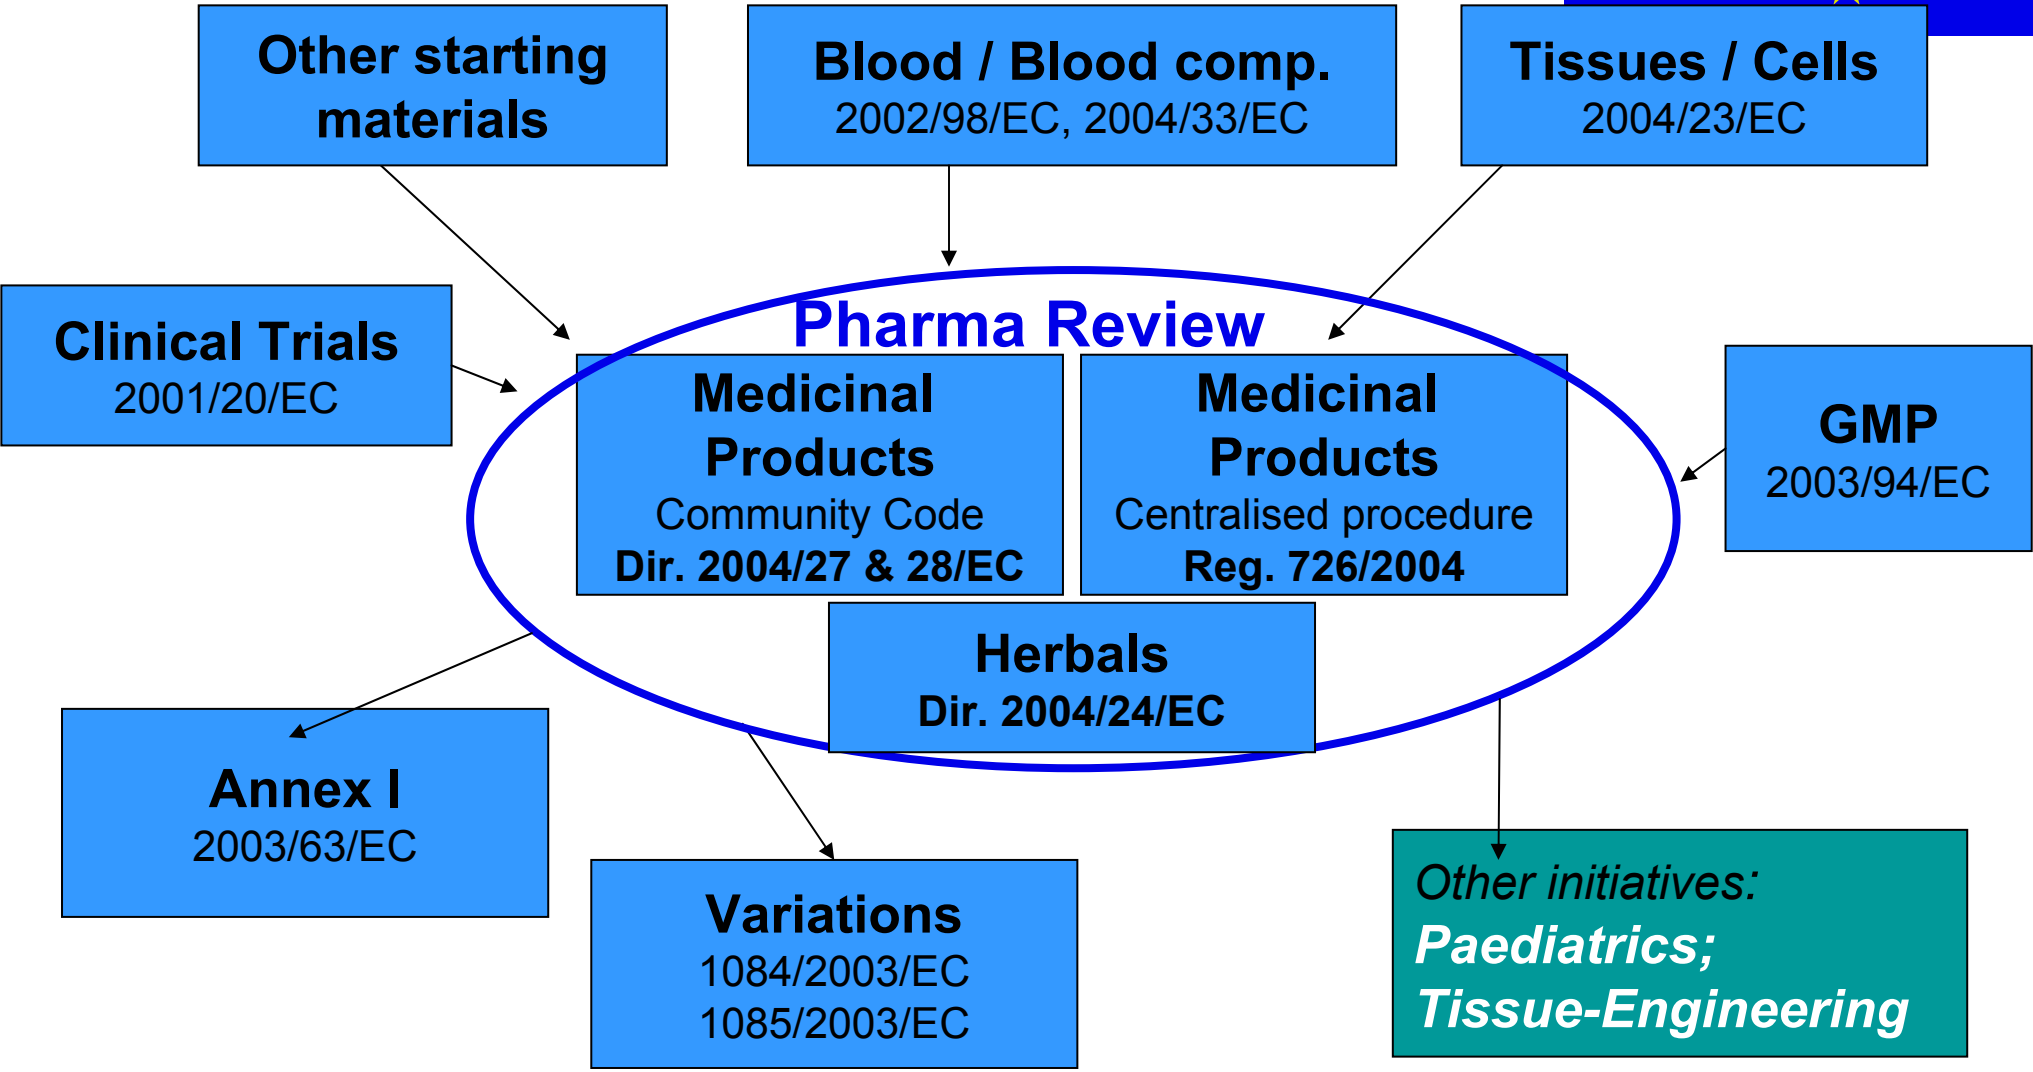 Other starting
materials
Blood / Blood comp.
2002/98/EC, 2004/33/EC
Tissues / Cells
2004/23/EC
Clinical Trials
2001/20/EC
Pharma Review
Medicinal
Products
Community Code
Dir. 2004/27 & 28/EC
Medicinal
Products
Centralised procedure
Reg. 726/2004
GMP
2003/94/EC
Herbals
Dir. 2004/24/EC
Annex I
2003/63/EC
Variations
1084/2003/EC
1085/2003/EC
Other initiatives:
Paediatrics;
Tissue-Engineering